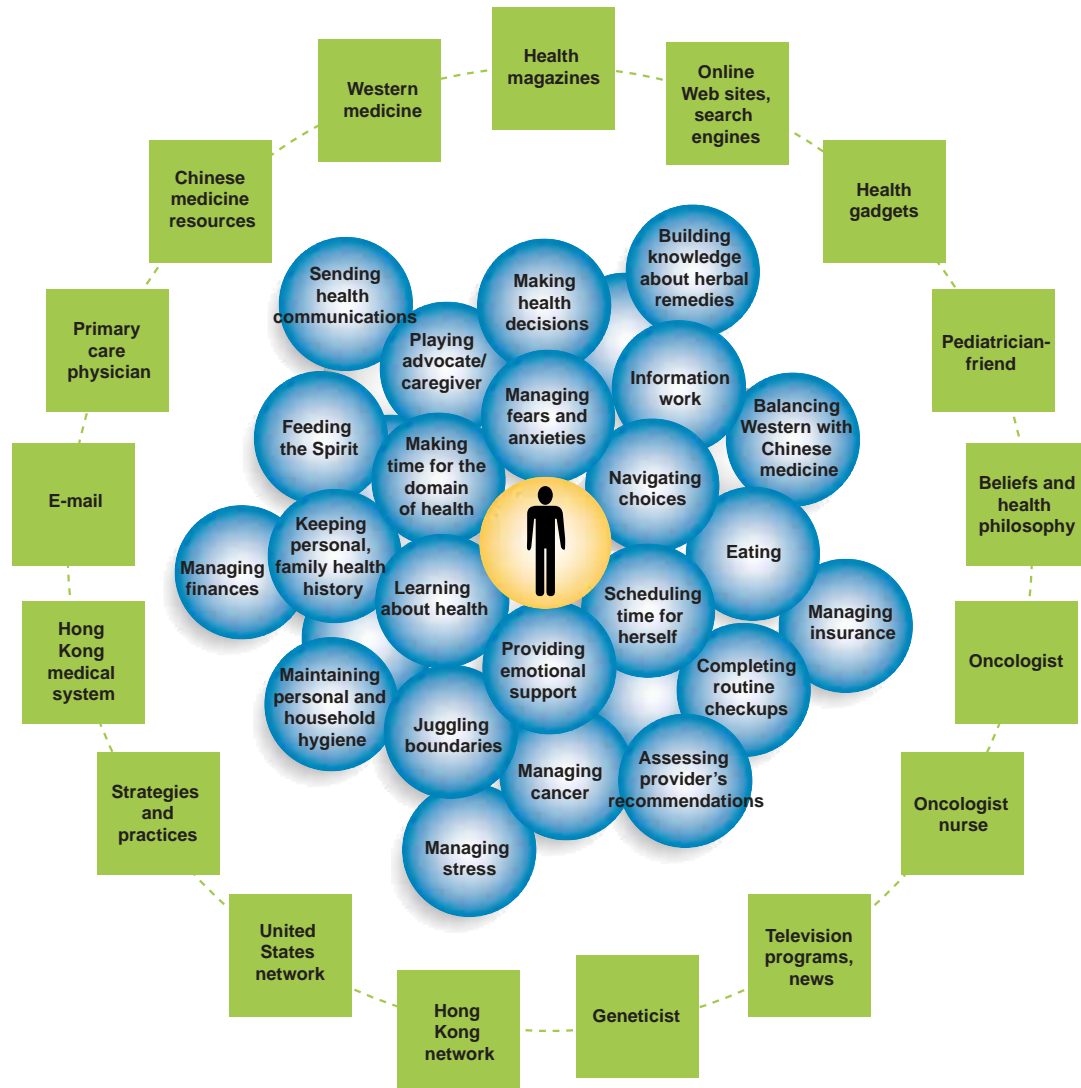 Health
magazines
Online
Web sites,
search
engines
Health
gadgets
Pediatrician-
friend
Beliefs and
health
philosophy
Oncologist
Oncologist
nurse
Television
programs,
news
Geneticist
Hong
Kong
network
United
States
network
Strategies
and
practices
Hong
Kong
medical
system
E-mail
Primary
care
physician
Chinese
medicine
resources
Western
medicine
Sending
health
communications
Playing
advocate/
caregiver
Making
health
decisions
Building
knowledge
about herbal
remedies
Managing
fears and
anxieties
Information
work
Balancing
Western with
Chinese
medicine
Feeding
the Spirit
Making
time for the
domain
of health
Navigating
choices
Managing
finances
Keeping
personal,
family health
history
Learning
about health
Eating
Scheduling
time for
herself
Managing
insurance
Providing
emotional
support
Completing
routine
checkups
Maintaining
personal and
household
hygiene
Juggling
boundaries
Managing
cancer
Assessing
provider's
recommendations
Managing
stress